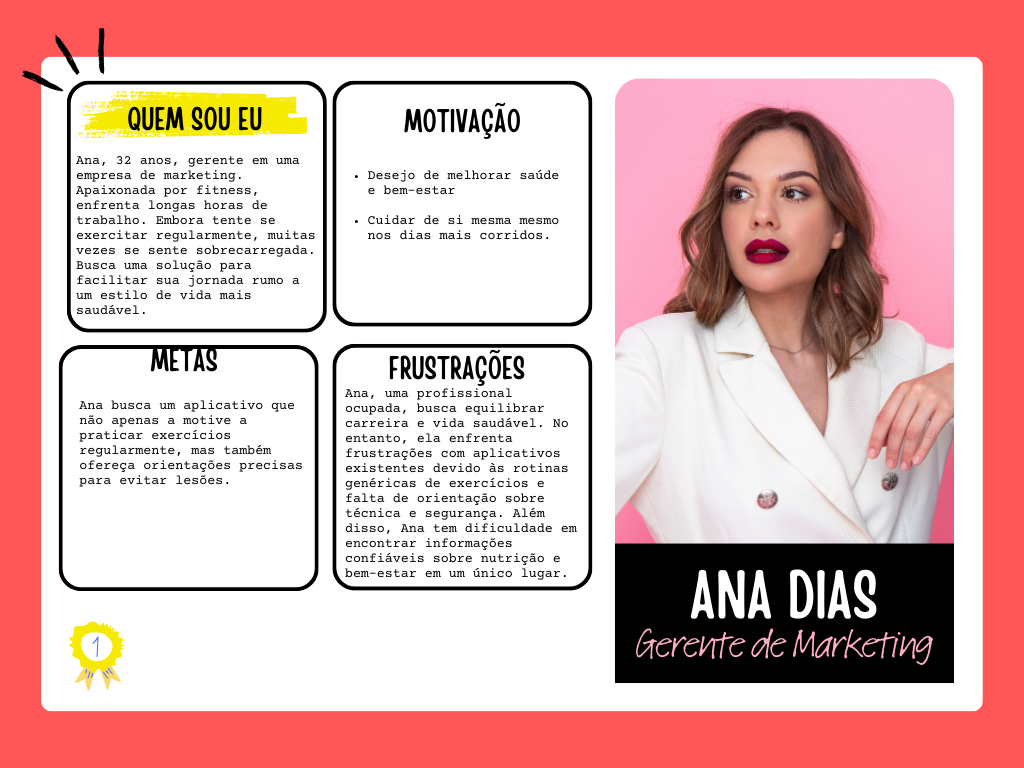 QUEM SOU EU
Ana, 32 anos, gerente em uma
empresa de marketing.
Apaixonada por fitness,
enfrenta longas horas de
trabalho. Embora tente se
exercitar regularmente, muitas
vezes se sente sobrecarregada.
Busca uma solução para
facilitar sua jornada rumo a
um estilo de vida mais
saudável.
MOTIVAÇÃO
• Desejo de melhorar saúde
e bem-estar
• Cuidar de si mesma mesmo
nos dias mais corridos.
METAS
Ana busca um aplicativo que
não apenas a motive a
praticar exercícios
regularmente, mas também
ofereça orientações precisas
para evitar lesões.
FRUSTRAÇÕES
Ana, uma profissional
ocupada, busca equilibrar
carreira e vida saudável. No
entanto, ela enfrenta
frustrações com aplicativos
existentes devido às rotinas
genéricas de exercícios e
falta de orientação sobre
técnica e segurança. Além
disso, Ana tem dificuldade em
encontrar informações
confiáveis sobre nutrição e
bem-estar em um único lugar.
ANA DIAS
Gerente de Marketing
1